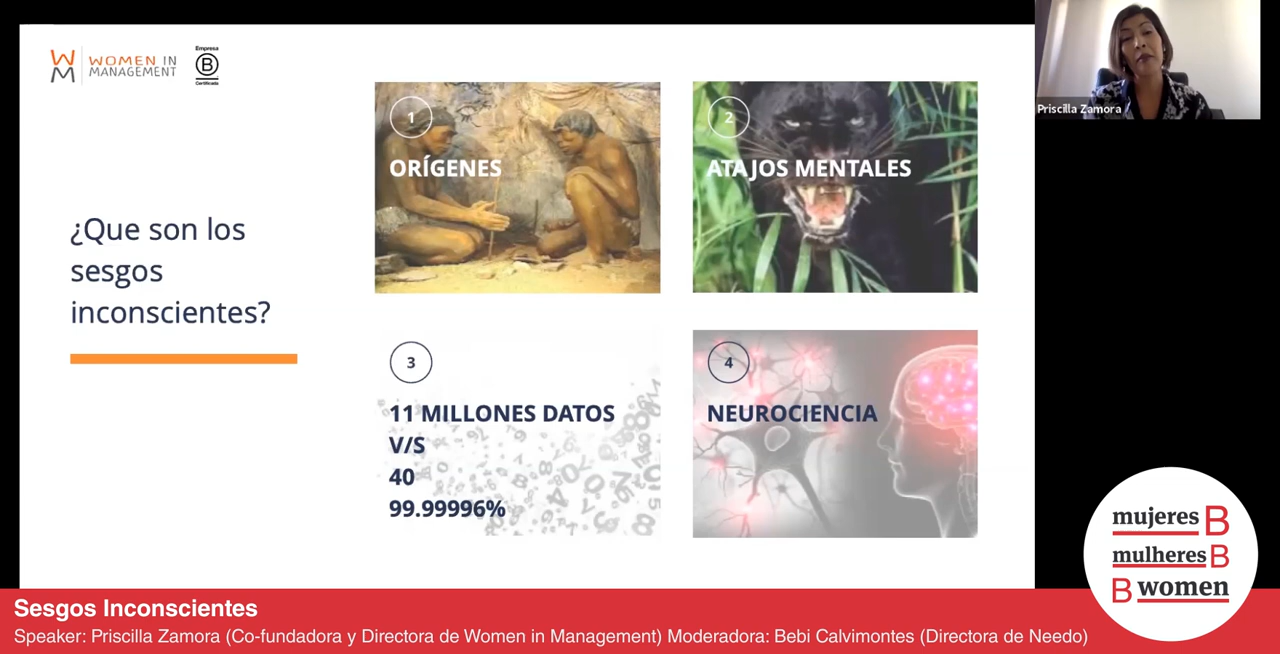 WM
WOMEN IN
MANAGEMENT
Empresa
B
Certificada
¿Que son los
sesgos
inconscientes?
1
ORÍGENES
2
ATAJOS MENTALES
3
11 MILLONES DATOS
V/S
40
99.99996%
4
NEUROCIENCIA
Priscilla Zamora
mujeres B
mulheres B
B women
Sesgos Inconscientes
Speaker: Priscilla Zamora (Co-fundadora y Directora de Women in Management) Moderadora: Bebi Calvimontes (Directora de Needo)